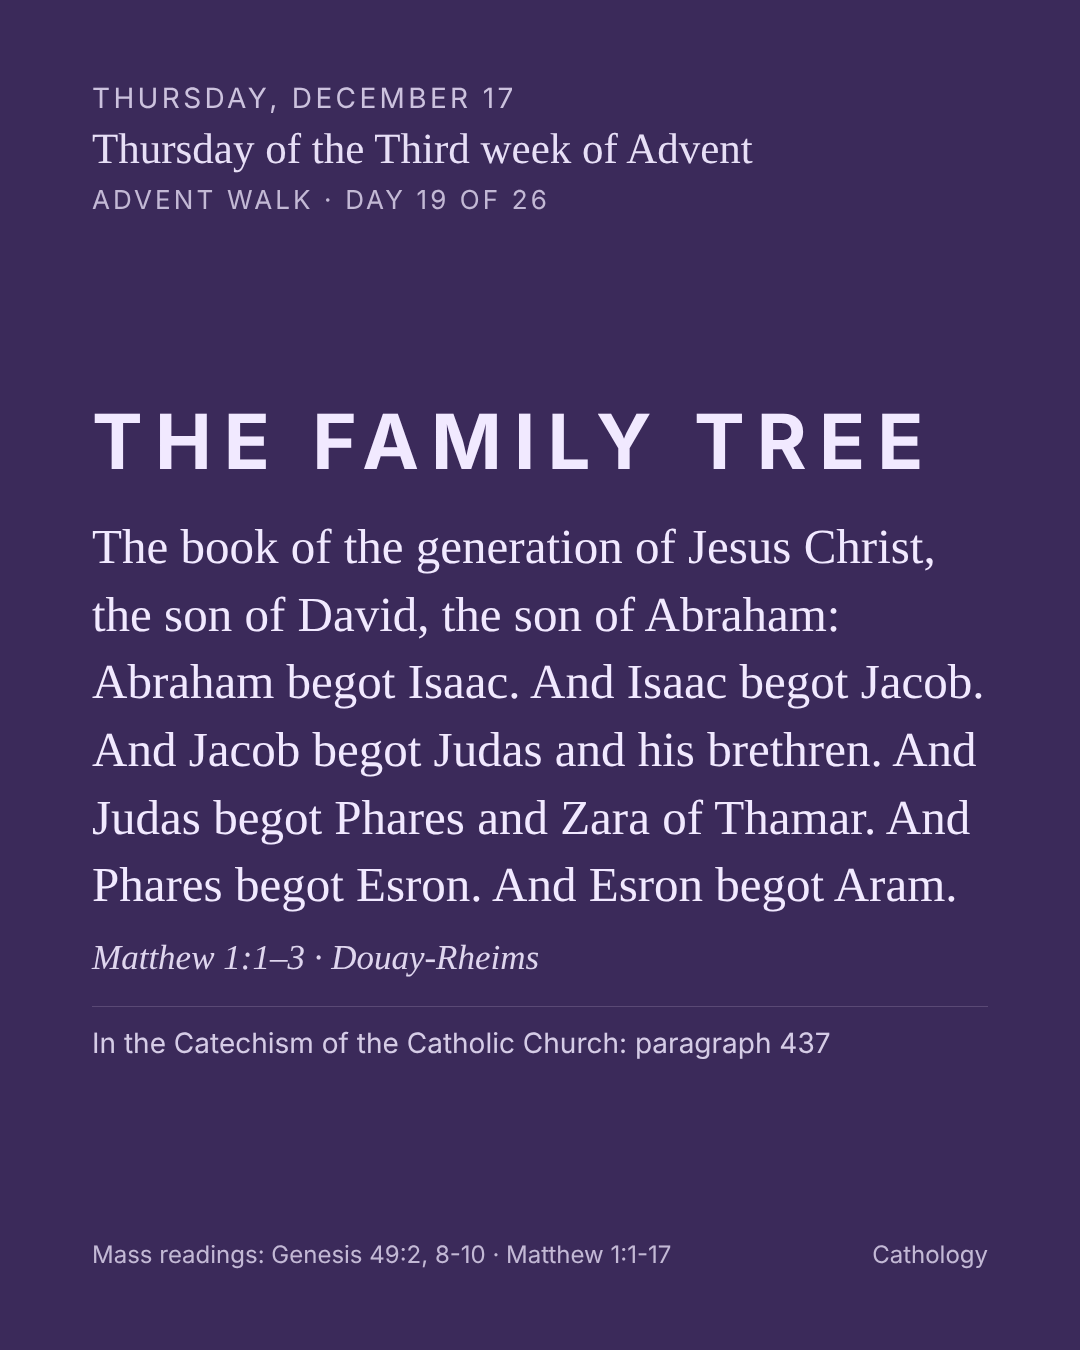 THURSDAY, DECEMBER 17
Thursday of the Third week of Advent
ADVENT WALK · DAY 19 OF 26
THE FAMILY TREE
The book of the generation of Jesus Christ,
the son of David, the son of Abraham:
Abraham begot Isaac. And Isaac begot Jacob.
And Jacob begot Judas and his brethren. And
Judas begot Phares and Zara of Thamar. And
Phares begot Esron. And Esron begot Aram.
Matthew 1:1–3 · Douay-Rheims
In the Catechism of the Catholic Church: paragraph 437
Mass readings: Genesis 49:2, 8-10 · Matthew 1:1-17
Cathology